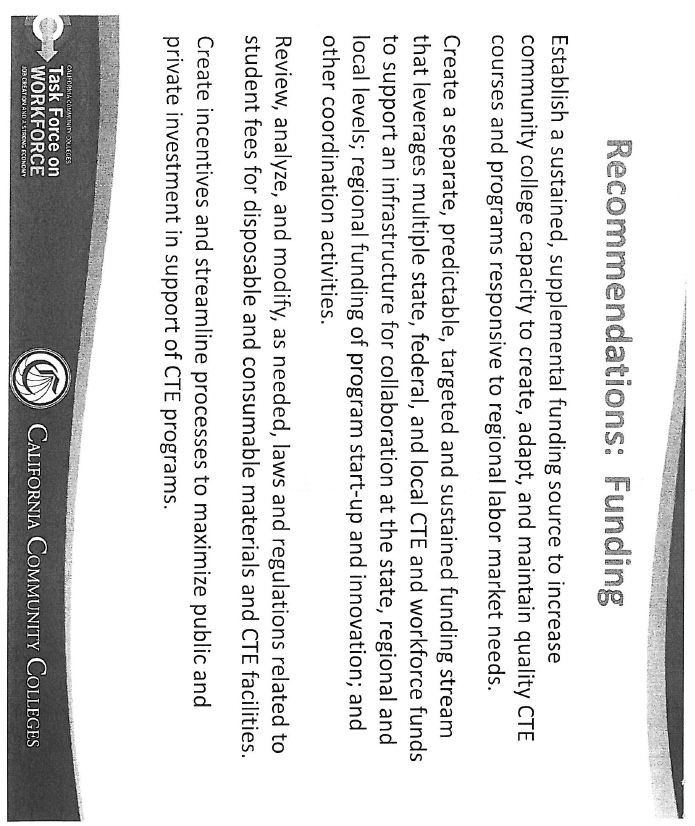 Recommendations: Funding
Establish a sustained, supplemental funding source to increase
community college capacity to create, adapt, and maintain quality CTE
courses and programs responsive to regional labor market needs.
Create a separate, predictable, targeted and sustained funding stream
that leverages multiple state, federal, and local CTE and workforce funds
to support an infrastructure for collaboration at the state, regional and
local levels; regional funding of program start-up and innovation; and
other coordination activities.
Review, analyze, and modify, as needed, laws and regulations related to
student fees for disposable and consumable materials and CTE facilities.
Create incentives and streamline processes to maximize public and
private investment in support of CTE programs.
CALIFORNIA COMMUNITY COLLEGES
Task Force on
WORKFORCE
JOB CREATION AND A STRONG ECONOMY
CALIFORNIA COMMUNITY COLLEGES